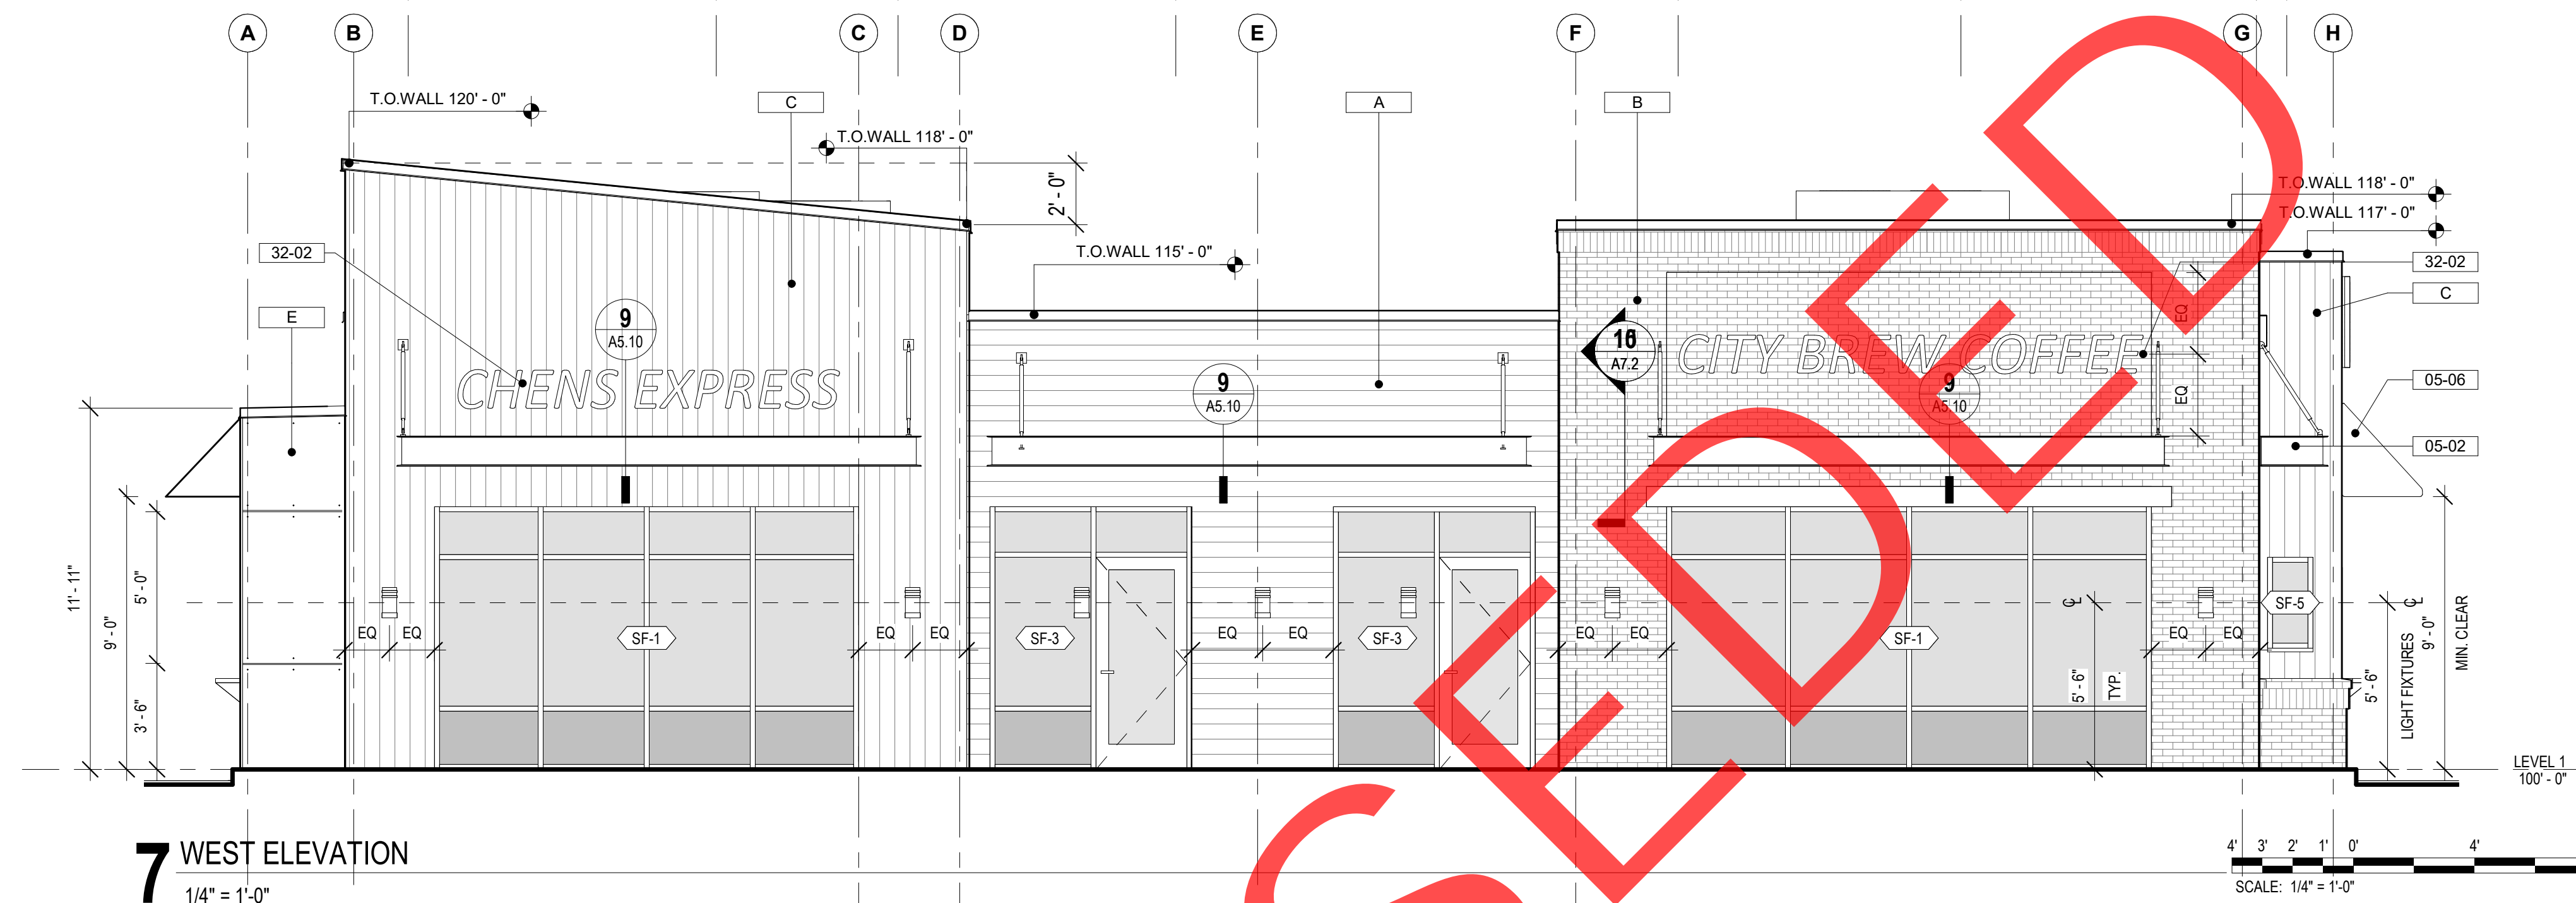 A B C D E F G H
T.O.WALL 120' - 0"
C
A
B
T.O.WALL 118' - 0"
2' - 0"
T.O.WALL 118' - 0"
T.O.WALL 117' - 0"
T.O.WALL 115' - 0"
32-02
32-02
E
C
9
A5.10
CHENS EXPRESS
9
A5.10
A7.2
CITY BREW COFFEE
9
A5.10
EQ
EQ
05-06
05-02
11' - 11"
9' - 0"
5' - 0"
3' - 6"
EQ EQ
SF-1
EQ EQ
SF-3
EQ EQ
SF-3
EQ EQ
SF-1
5' - 6"
TYP.
EQ EQ
SF-5
5' - 6"
LIGHT FIXTURES
9' - 0"
MIN. CLEAR
LEVEL 1
100' - 0"
7 WEST ELEVATION
1/4" = 1'-0"
4' 3' 2' 1' 0' 4'
SCALE: 1/4" = 1'-0"
EDED